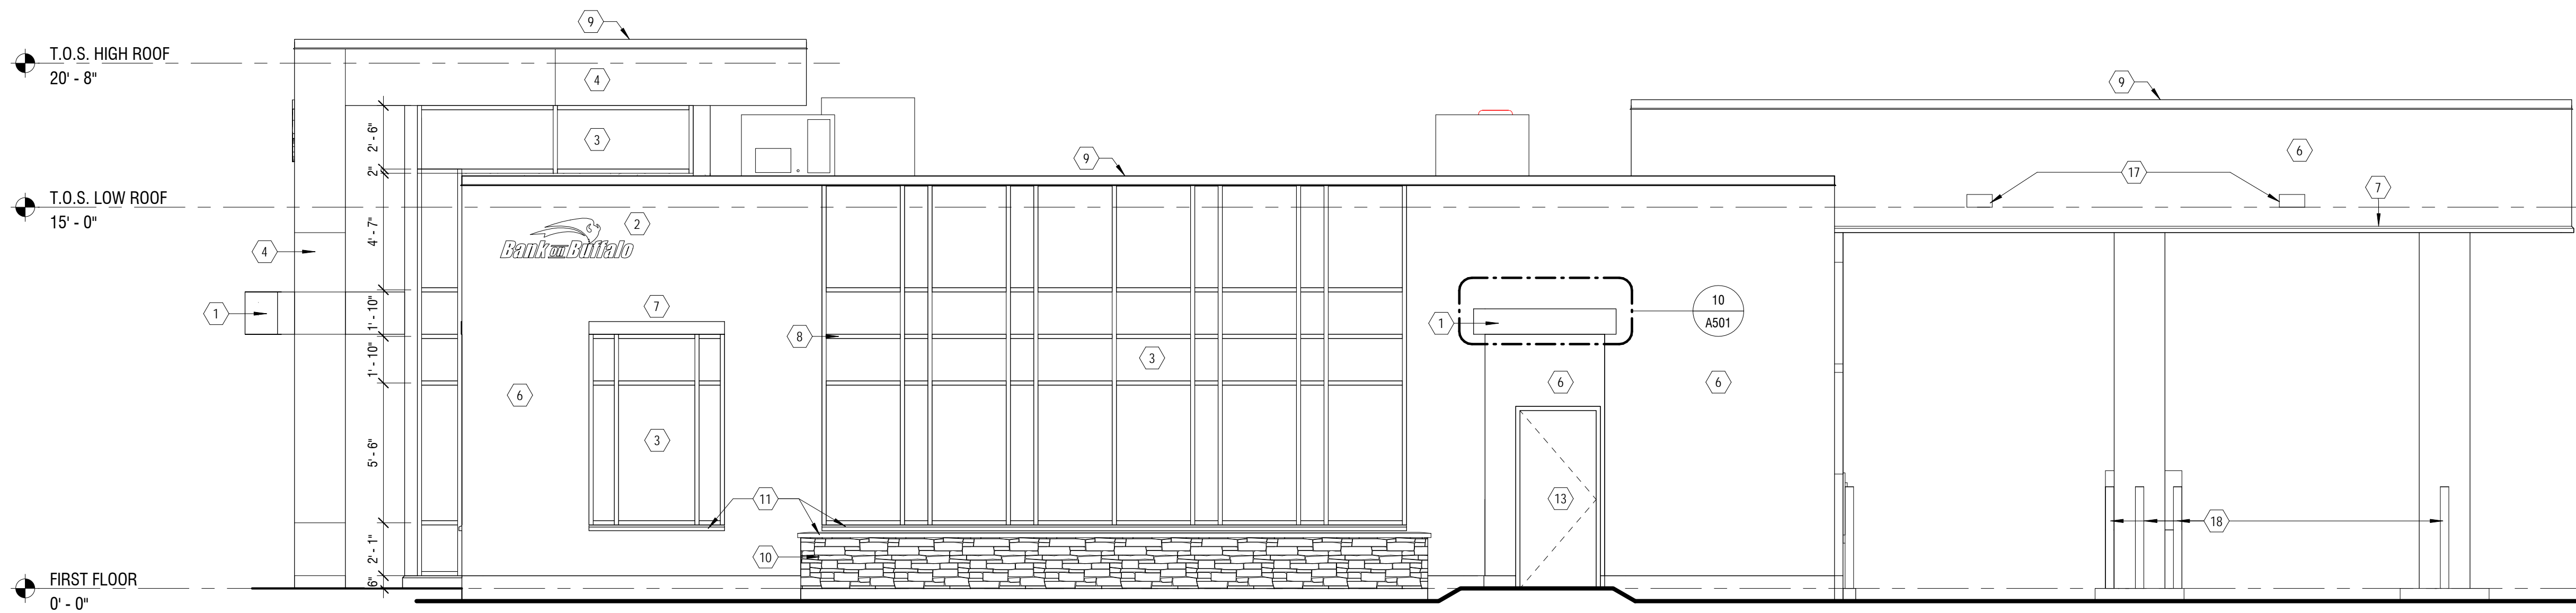 9
T.O.S. HIGH ROOF
20' - 8"
4
9
2' - 6"
3
9
6
2"
17
7
T.O.S. LOW ROOF
15' - 0"
2
4' - 7"
Bank on Buffalo
4
10
A501
1
7
1' - 10"
1
8
3
1' - 10"
6
6
6
3
5' - 6"
11
13
18
2' - 1"
10
6"
FIRST FLOOR
0' - 0"